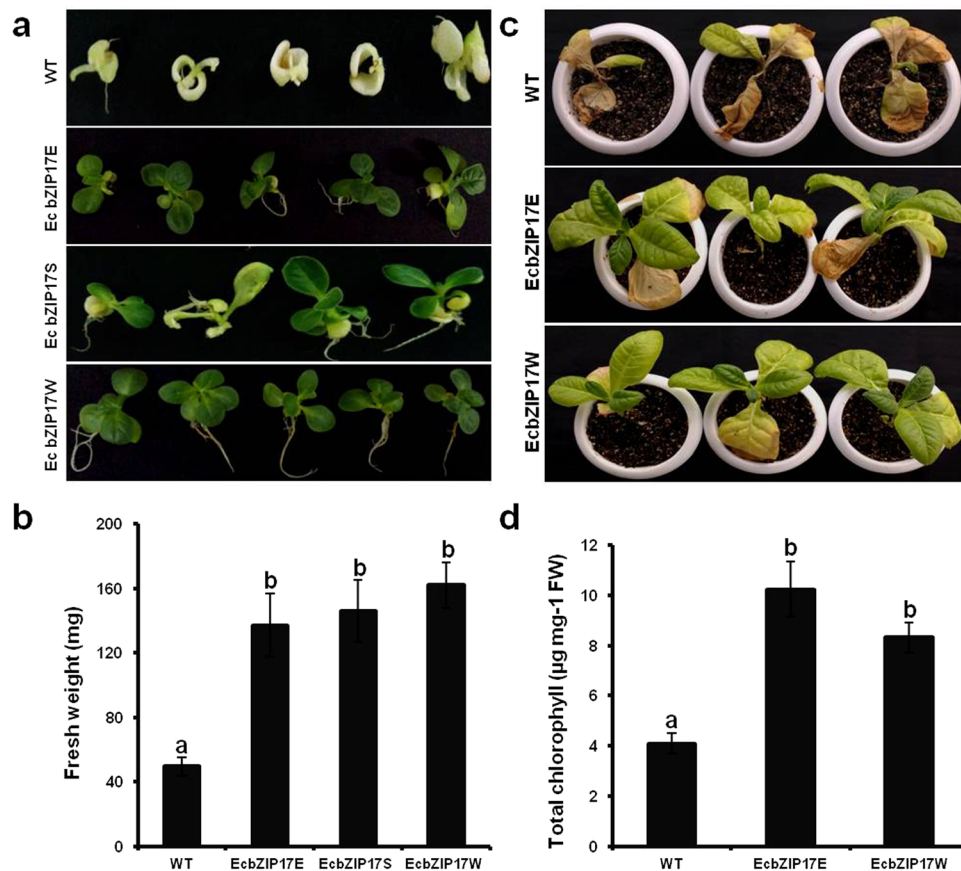 a
WT
Ec bZIP17E
Ec bZIP17S
Ec bZIP17W
c
WT
EcbZIP17E
EcbZIP17W
b
Fresh weight (mg)
200
160
120
80
40
0
b
b
b
a
WT
EcbZIP17E
EcbZIP17S
EcbZIP17W
d
Total chlorophyll (µg mg-1 FW)
12
10
8
6
4
2
0
b
b
a
WT
EcbZIP17E
EcbZIP17W